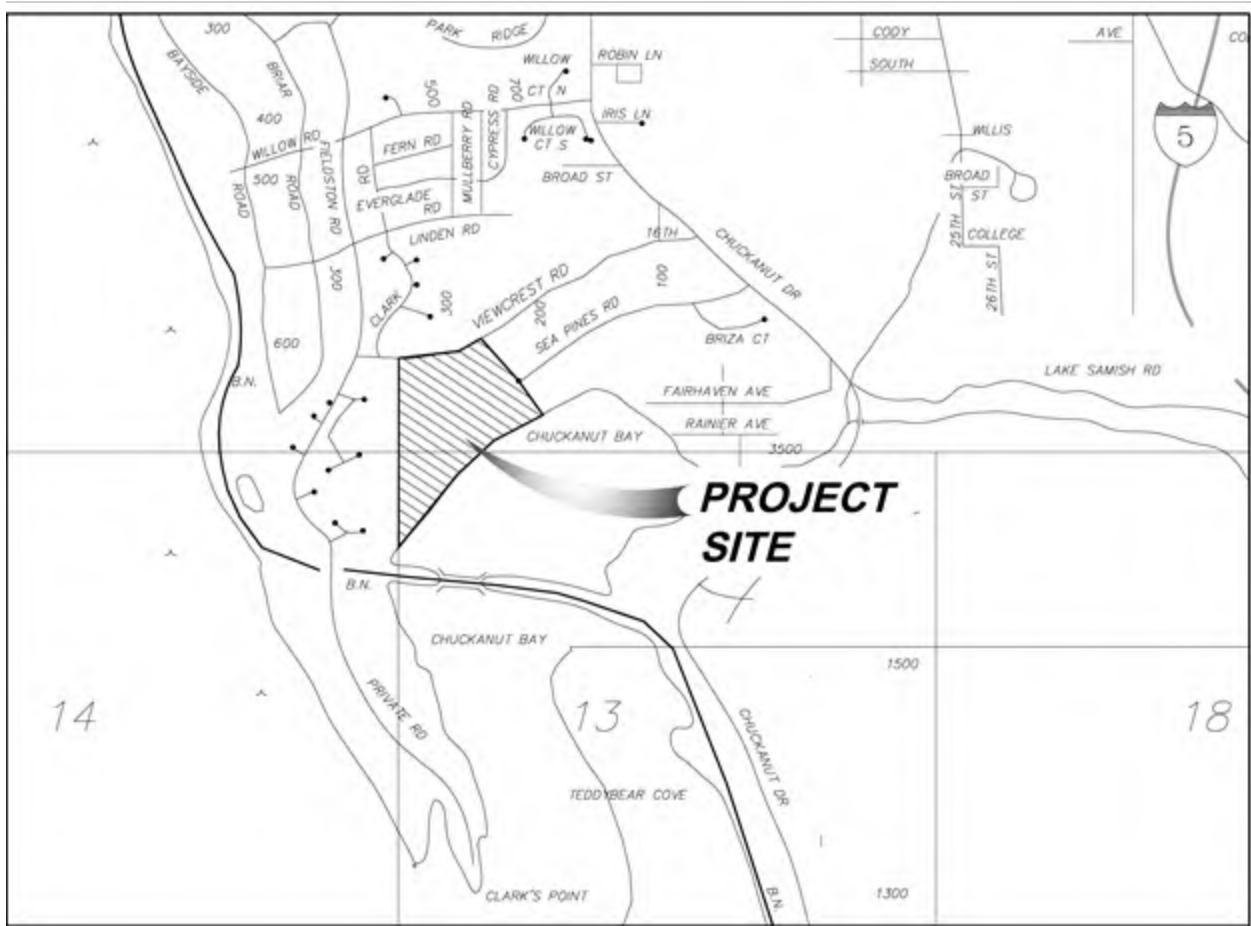 300
PARK RIDGE
CODY
AVE
CO
BAYSIDE
BRIAR
WILLOW
CT N
ROBIN LN
SOUTH
500
700
400
MULLBERRY RD
CYPRESS RD
IRIS LN
5
WILLOW RD
FIELDSTON RD
FERN RD
WILLOW
CT S
WILLIS
500
ROAD
ROAD
RD
EVERGLADE
RD
BROAD ST
BROAD
ST
25TH ST
LINDEN RD
16TH
COLLEGE
300
CHUCKANUT DR
26TH ST
VIEWCREST RD
100
CLARK
300
200
SEA PINES RD
600
BRIZA CT
LAKE SAMISH RD
B.N.
FAIRHAVEN AVE
RAINIER AVE
CHUCKANUT BAY
3500
PROJECT
SITE
B.N.
CHUCKANUT BAY
1500
PRIVATE RD
14
13
18
CHUCKANUT DR
TEDDYBEAR COVE
CLARK'S POINT
B.N.
1300